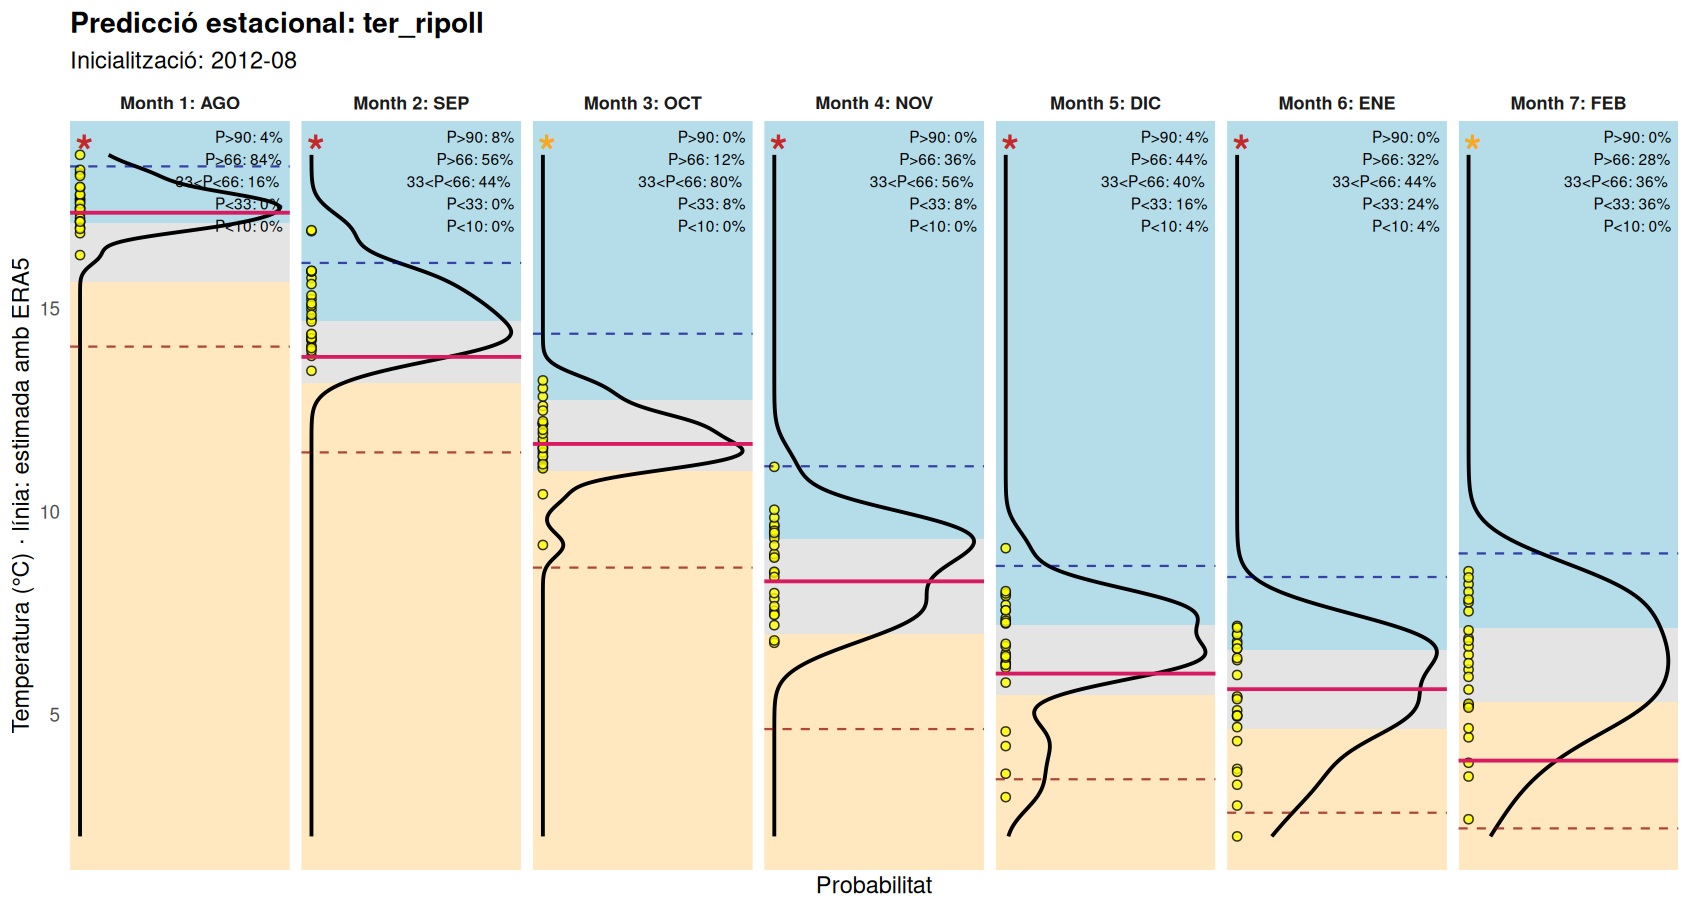 Predicció estacional: ter_ripoll
Inicialització: 2012-08
Month 1: AGO
Month 2: SEP
Month 3: OCT
Month 4: NOV
Month 5: DIC
Month 6: ENE
Month 7: FEB
*
P>90: 4%
P>66: 84%
33<P<66: 16%
P<33: 0%
P<10: 0%
*
P>90: 8%
P>66: 56%
33<P<66: 44%
P<33: 0%
P<10: 0%
*
P>90: 0%
P>66: 12%
33<P<66: 80%
P<33: 8%
P<10: 0%
*
P>90: 0%
P>66: 36%
33<P<66: 56%
P<33: 8%
P<10: 0%
*
P>90: 4%
P>66: 44%
33<P<66: 40%
P<33: 16%
P<10: 4%
*
P>90: 0%
P>66: 32%
33<P<66: 44%
P<33: 24%
P<10: 4%
*
P>90: 0%
P>66: 28%
33<P<66: 36%
P<33: 36%
P<10: 0%
Temperatura (°C) · línia: estimada amb ERA5
15
10
5
Probabilitat